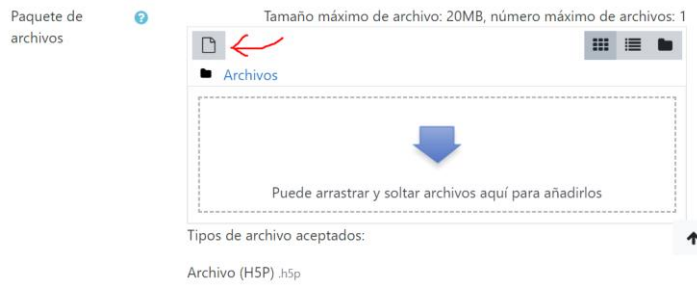 Paquete de
archivos
Tamaño máximo de archivo: 20MB, número máximo de archivos: 1
Archivos
Puede arrastrar y soltar archivos aquí para añadirlos
Tipos de archivo aceptados:
Archivo (H5P) .h5p